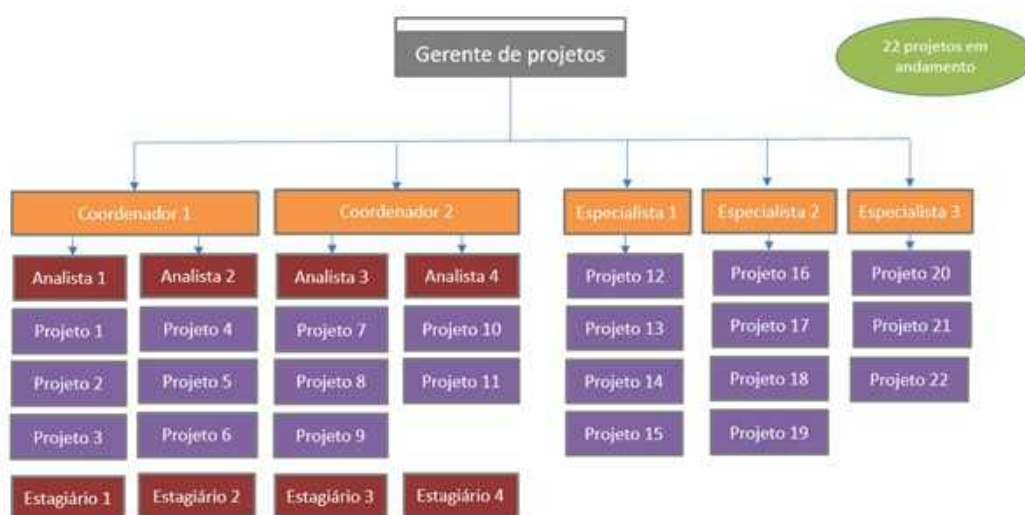 Gerente de projetos
22 projetos em
andamento
Coordenador 1
Coordenador 2
Especialista 1
Especialista 2
Especialista 3
Analista 1
Analista 2
Analista 3
Analista 4
Projeto 12
Projeto 16
Projeto 20
Projeto 1
Projeto 4
Projeto 7
Projeto 10
Projeto 13
Projeto 17
Projeto 21
Projeto 2
Projeto 5
Projeto 8
Projeto 11
Projeto 14
Projeto 18
Projeto 22
Projeto 3
Projeto 6
Projeto 9
Projeto 15
Projeto 19
Estagiário 1
Estagiário 2
Estagiário 3
Estagiário 4